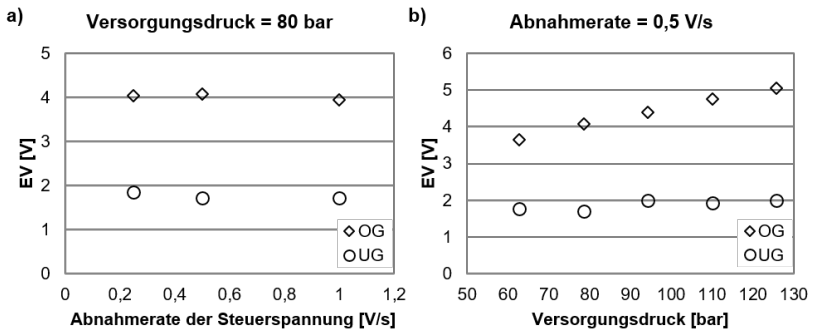 a)
Versorgungsdruck = 80 bar
EV [V]
5
4
3
2
1
0
0
0,2
0,4
0,6
0,8
1
1,2
Abnahmerate der Steuerspannung [V/s]
OG
UG
b)
Abnahmerate = 0,5 V/s
EV [V]
6
5
4
3
2
1
0
50
60
70
80
90
100
110
120
130
Versorgungsdruck [bar]
OG
UG